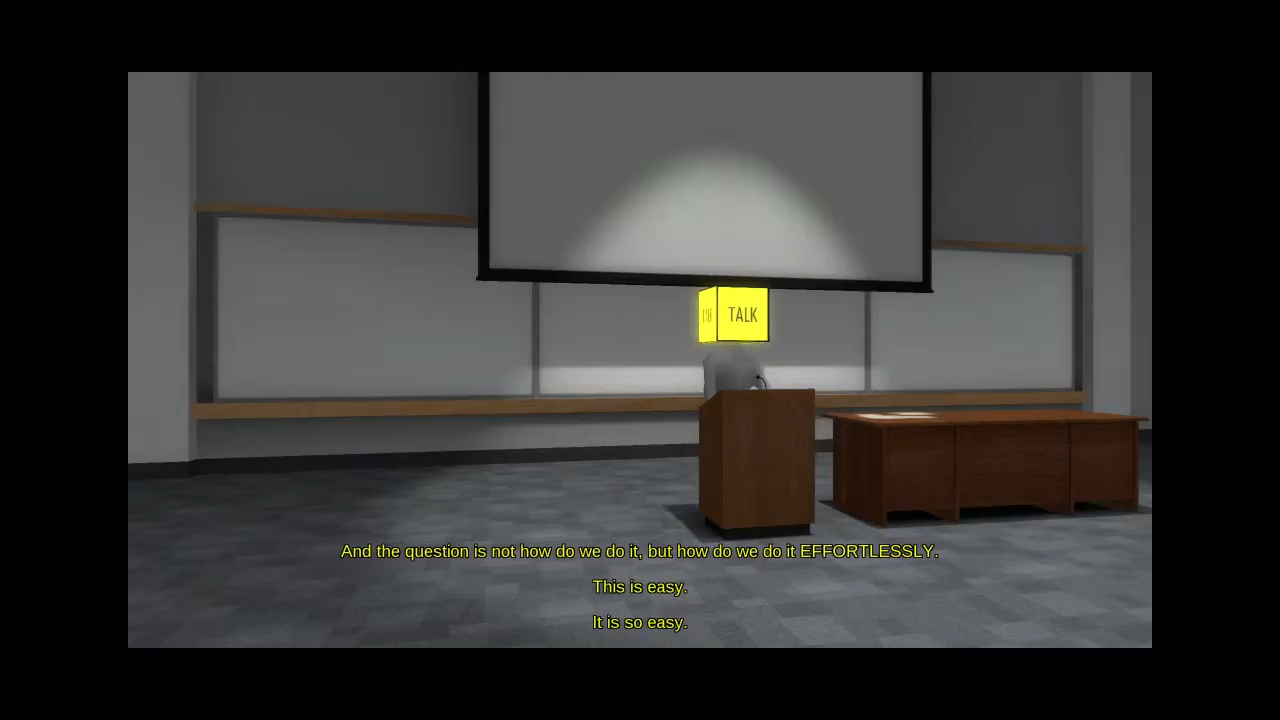 TALK
TALK
And the question is not how do we do it, but how do we do it EFFORTLESSLY.
This is easy.
It is so easy.